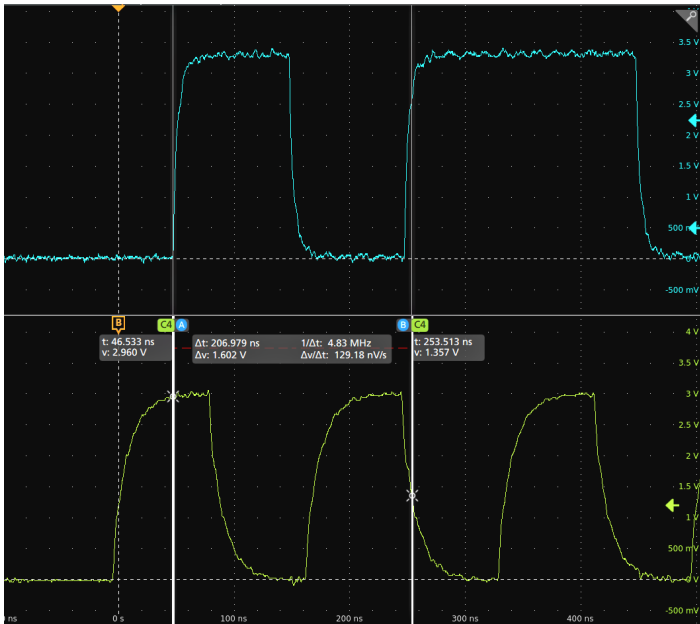 3.5 V
3 V
2.5 V
2 V
1.5 V
1 V
500 m
-500 mV
B
C4 A
B C4
t: 46.533 ns
v: 2.960 V
Δt: 206.979 ns 1/Δt: 4.83 MHz
Δv: 1.602 V Δv/Δt: 129.18 nV/s
t: 253.513 ns
v: 1.357 V
4 V
3.5 V
3 V
2.5 V
2 V
1.5 V
1 V
500 mV
0 V
-500 mV
ns
0 s
100 ns
200 ns
300 ns
400 ns